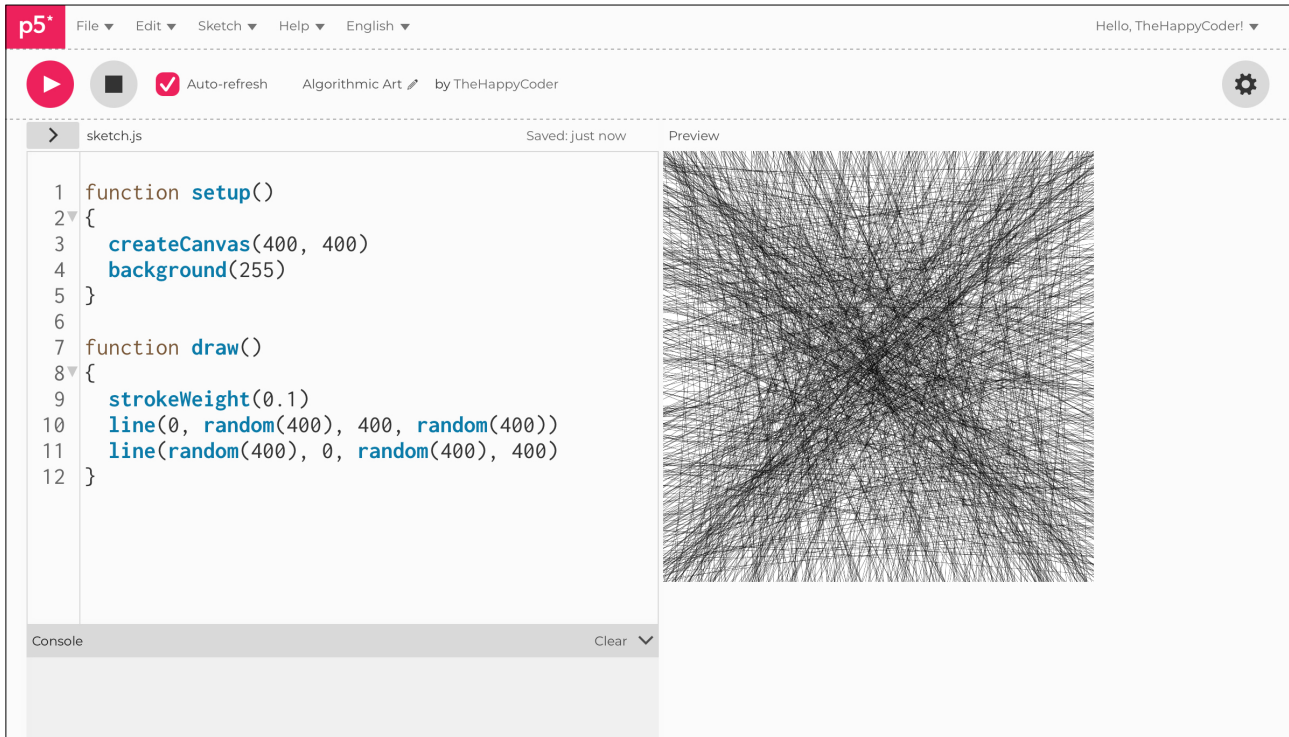 p5* File Edit Sketch Help English Hello, TheHappyCoder!
Auto-refresh Algorithmic Art by TheHappyCoder
> sketch.js Saved: just now Preview
1 function setup()
2 {
3 createCanvas(400, 400)
4 background(255)
5 }
6
7 function draw()
8 {
9 strokeWeight(0.1)
10 line(0, random(400), 400, random(400))
11 line(random(400), 0, random(400), 400)
12 }
Console Clear